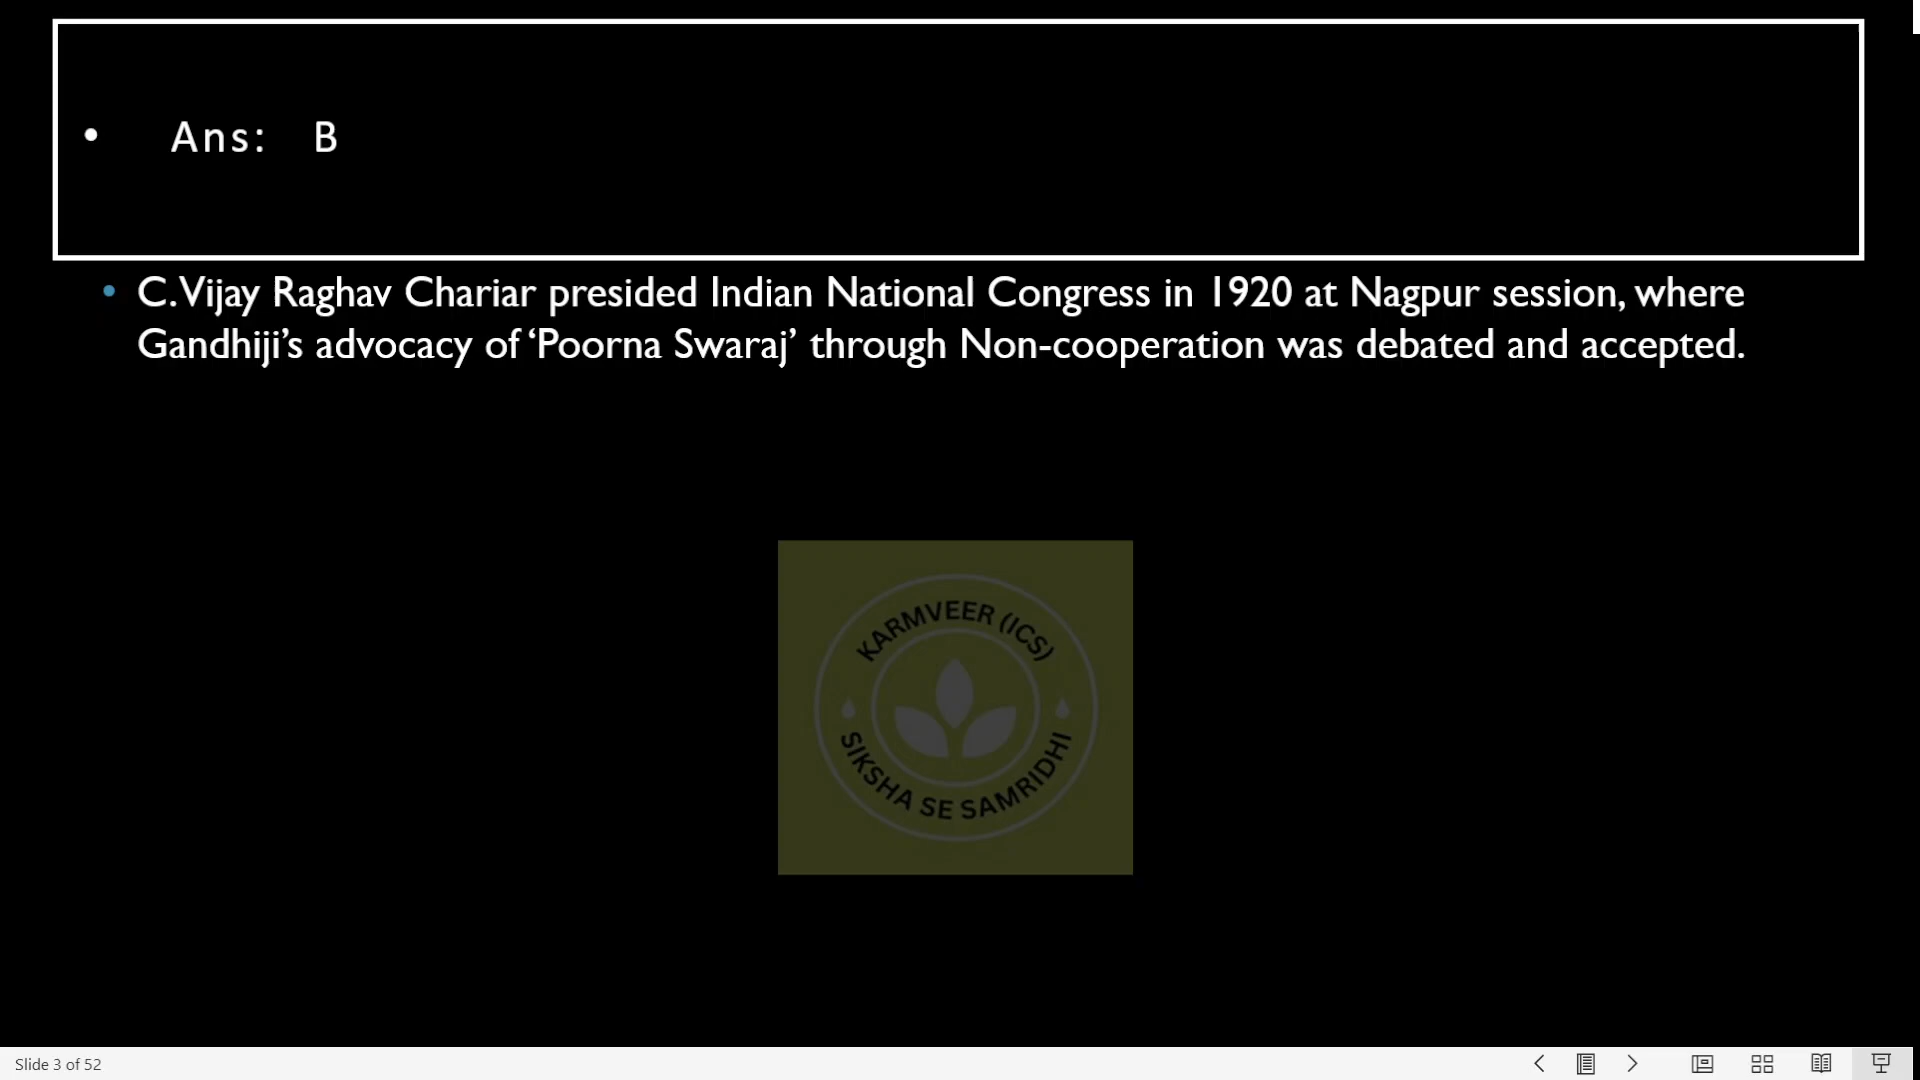 • Ans: B
• C. Vijay Raghav Chariar presided Indian National Congress in 1920 at Nagpur session, where
Gandhiji’s advocacy of ‘Poorna Swaraj’ through Non-cooperation was debated and accepted.
KARMVEER (ICS)
SIKSHA SE SAMRIDHI
Slide 3 of 52